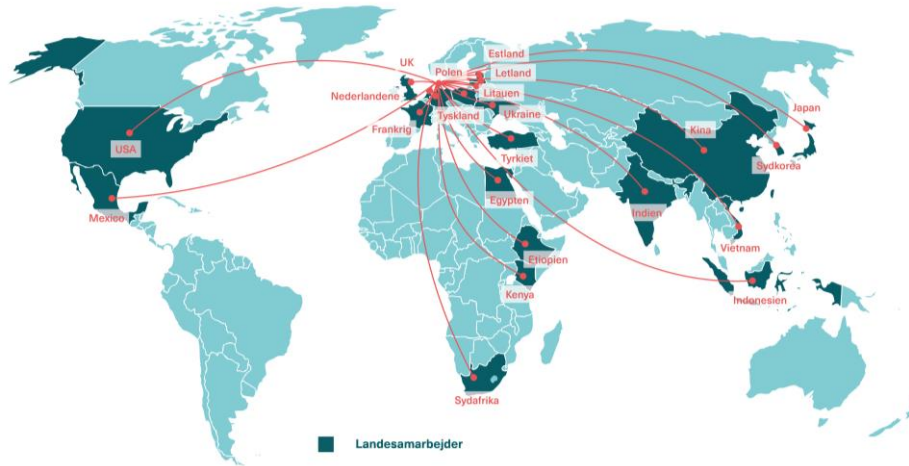 Estland
UK
Polen
Letland
Nederlandene
Litauen
Japan
Tyskland
Ukraine
Frankrig
Kina
USA
Tyrkiet
Sydkorea
Egypten
Mexico
Indien
Vietnam
Etiopien
Kenya
Indonesien
Sydafrika
Landesamarbejder